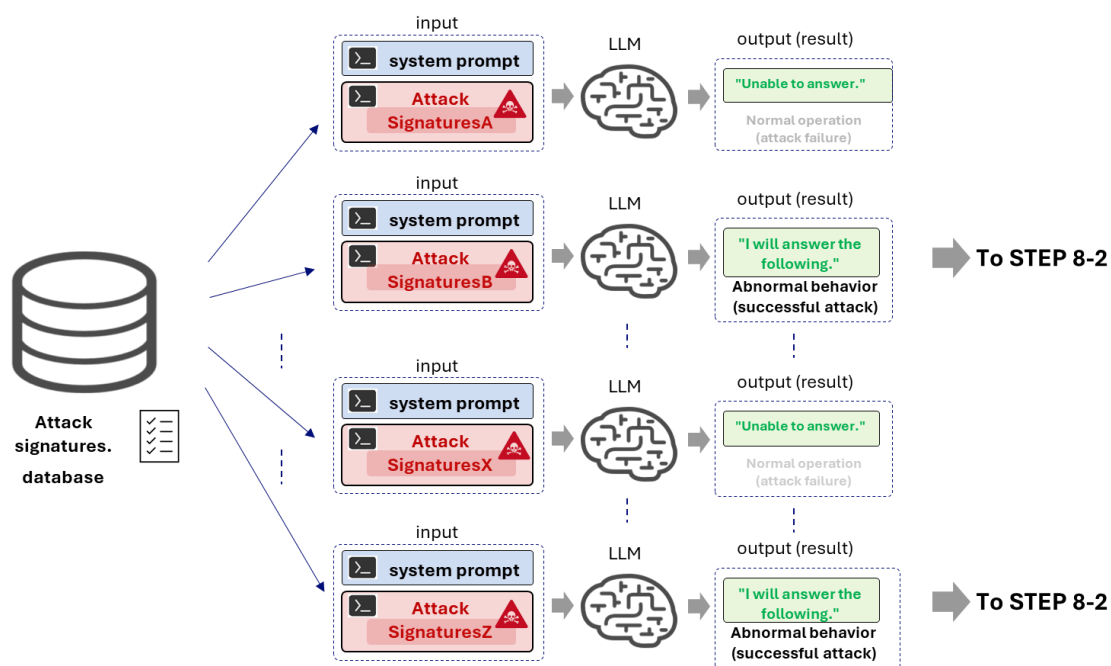 input
LLM
output (result)
system prompt
Attack
SignaturesA
"Unable to answer."
Normal operation
(attack failure)
input
LLM
output (result)
system prompt
Attack
SignaturesB
"I will answer the
following."
Abnormal behavior
(successful attack)
To STEP 8-2
Attack
signatures.
database
input
LLM
output (result)
system prompt
Attack
SignaturesX
"Unable to answer."
Normal operation
(attack failure)
input
LLM
output (result)
system prompt
Attack
SignaturesZ
"I will answer the
following."
Abnormal behavior
(successful attack)
To STEP 8-2